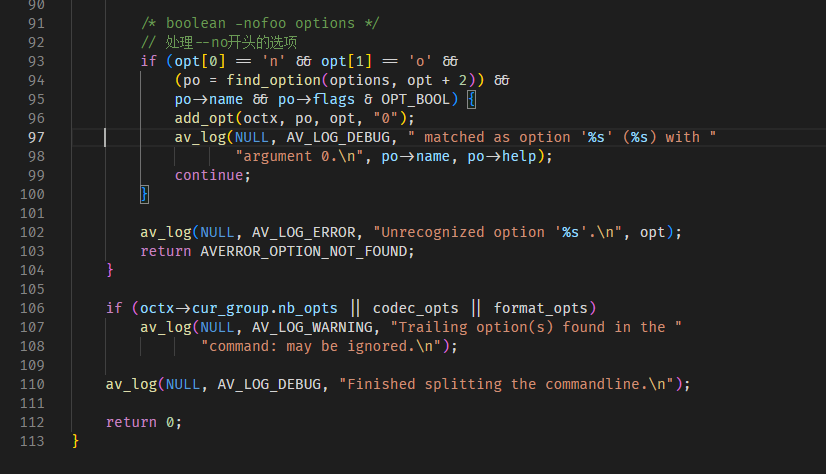 90
91 /* boolean -nofoo options */
92 // 处理--no开头的选项
93 if (opt[0] == 'n' && opt[1] == 'o' &&
94 (po = find_option(options, opt + 2)) &&
95 po->name && po->flags & OPT_BOOL) {
96 add_opt(octx, po, opt, "0");
97 av_log(NULL, AV_LOG_DEBUG, " matched as option '%s' (%s) with "
98 "argument 0.\n", po->name, po->help);
99 continue;
100 }
101
102 av_log(NULL, AV_LOG_ERROR, "Unrecognized option '%s'.\n", opt);
103 return AVERROR_OPTION_NOT_FOUND;
104 }
105
106 if (octx->cur_group.nb_opts || codec_opts || format_opts)
107 av_log(NULL, AV_LOG_WARNING, "Trailing option(s) found in the "
108 "command: may be ignored.\n");
109
110 av_log(NULL, AV_LOG_DEBUG, "Finished splitting the commandline.\n");
111
112 return 0;
113 }